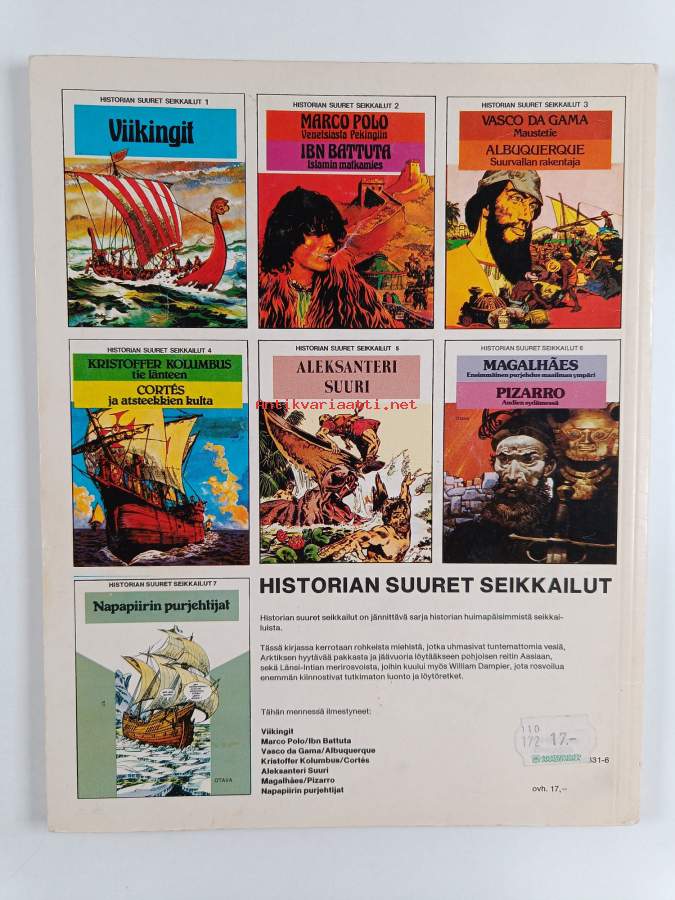 HISTORIAN SUURET SEIKKAILUT 1
Viikingit
HISTORIAN SUURET SEIKKAILUT 2
MARCO POLO
Venetsiasta Pekingiin
IBN BATTUTA
Islamin matkamies
HISTORIAN SUURET SEIKKAILUT 3
VASCO DA GAMA
Maustetie
ALBUQUERQUE
Suurvallan rakentaja
HISTORIAN SUURET SEIKKAILUT 4
KRISTOFFER KOLUMBUS
tie länteen
CORTÉS
ja atsteekkien kulta
HISTORIAN SUURET SEIKKAILUT 5
ALEKSANTERI
SUURI
HISTORIAN SUURET SEIKKAILUT 6
MAGALHÃES
Ensimmäinen purjehdus maailman ympäri
PIZARRO
Andien sydämessä
OTAVA
Antikvariaatti.net
HISTORIAN SUURET SEIKKAILUT 7
Napapiirin purjehtijat
OTAVA
HISTORIAN SUURET SEIKKAILUT
Historian suuret seikkailut on jännittävä sarja historian huimapäisimmistä seikkai-
luista.
Tässä kirjassa kerrotaan rohkeista miehistä, jotka uhmasivat tuntemattomia vesiä,
Arktiksen hyytävää pakkasta ja jäävuoria löytääkseen pohjoisen reitin Aasiaan,
sekä Länsi-Intian merirosvoista, joihin kuului myös William Dampier, jota rosvoilua
enemmän kiinnostivat tutkimaton luonto ja löytöretket.
Tähän mennessä ilmestyneet:
Viikingit
Marco Polo/Ibn Battuta
Vasco da Gama/Albuquerque
Kristoffer Kolumbus/Cortés
Aleksanteri Suuri
Magalhães/Pizarro
Napapiirin purjehtijat
110
172 17.-
31-6
ovh. 17,–